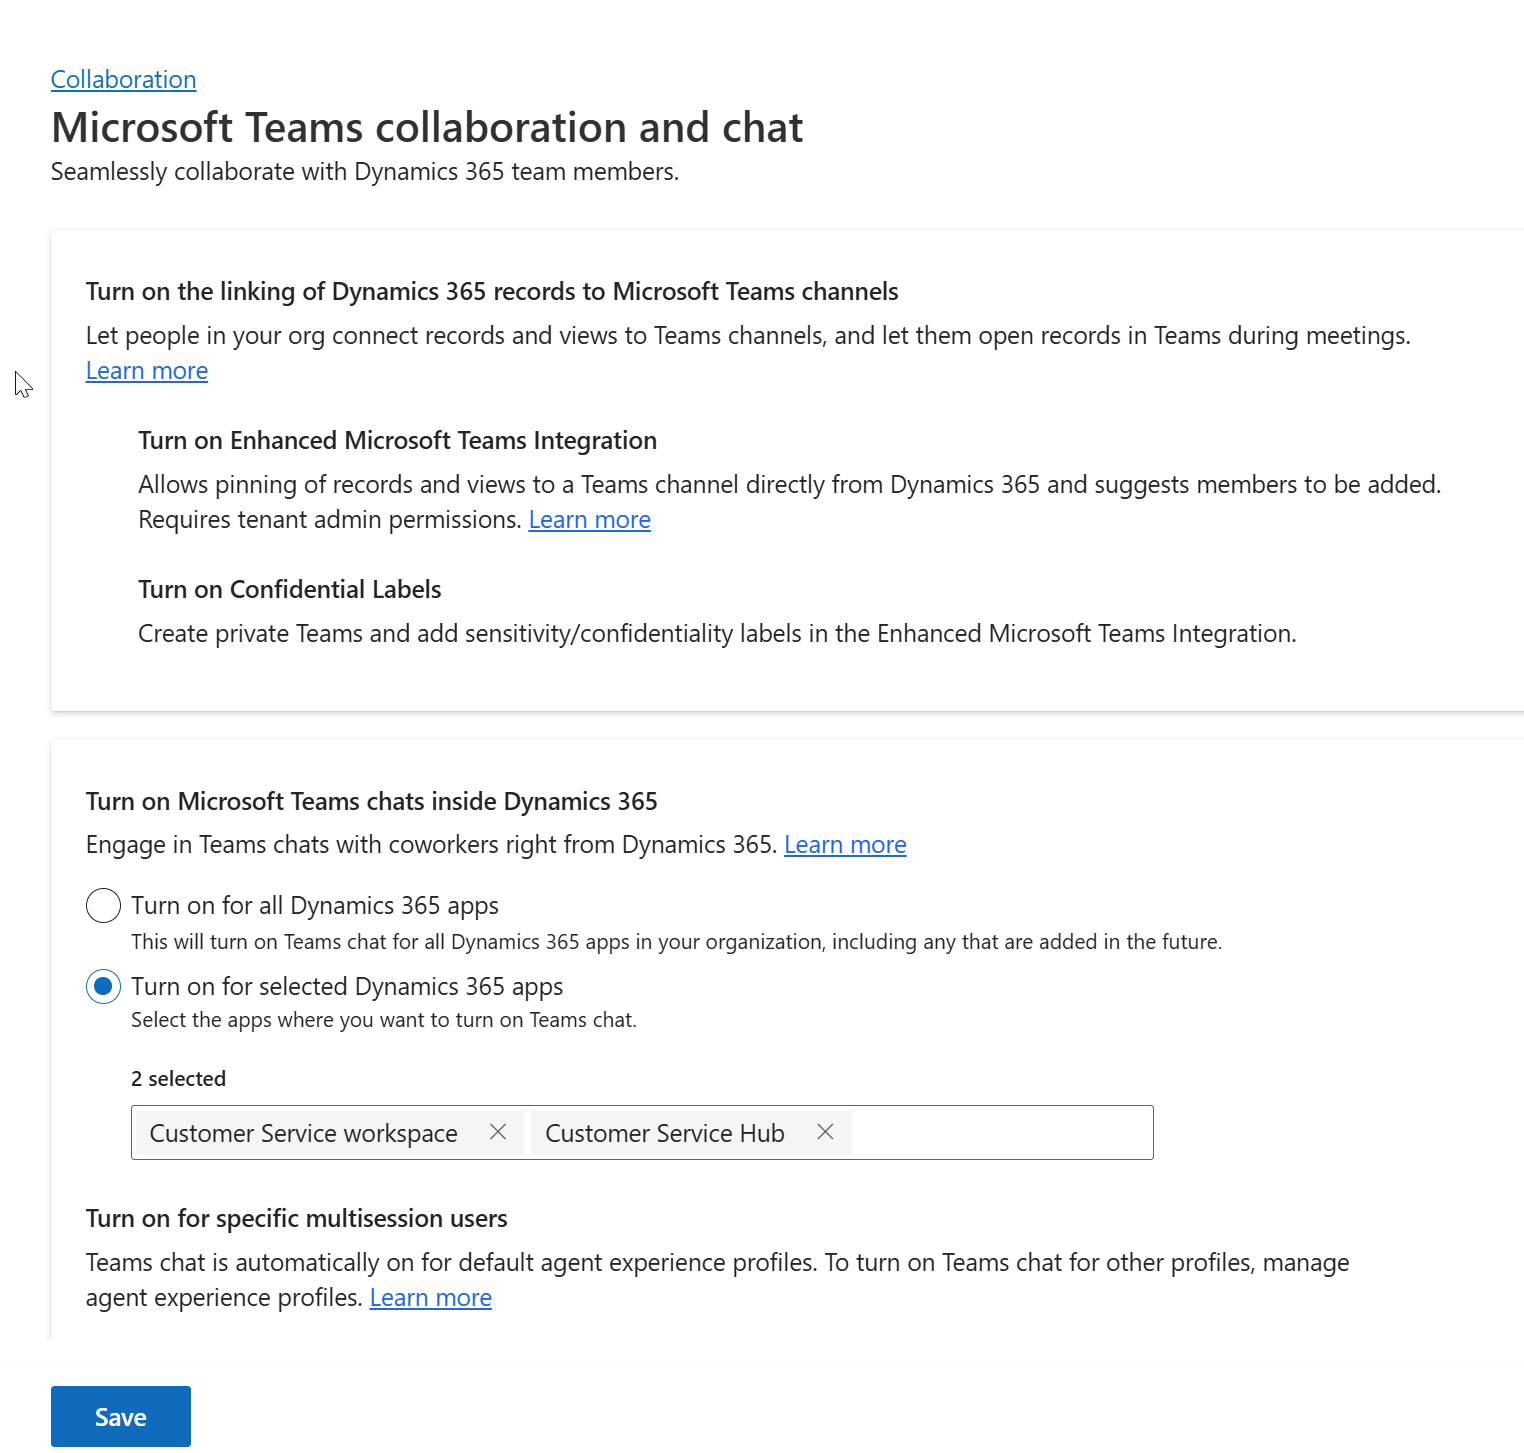 Collaboration
Microsoft Teams collaboration and chat
Seamlessly collaborate with Dynamics 365 team members.
Turn on the linking of Dynamics 365 records to Microsoft Teams channels
Let people in your org connect records and views to Teams channels, and let them open records in Teams during meetings.
Learn more
Turn on Enhanced Microsoft Teams Integration
Allows pinning of records and views to a Teams channel directly from Dynamics 365 and suggests members to be added.
Requires tenant admin permissions. Learn more
Turn on Confidential Labels
Create private Teams and add sensitivity/confidentiality labels in the Enhanced Microsoft Teams Integration.
Turn on Microsoft Teams chats inside Dynamics 365
Engage in Teams chats with coworkers right from Dynamics 365. Learn more
Turn on for all Dynamics 365 apps
This will turn on Teams chat for all Dynamics 365 apps in your organization, including any that are added in the future.
Turn on for selected Dynamics 365 apps
Select the apps where you want to turn on Teams chat.
2 selected
Customer Service workspace Customer Service Hub
Turn on for specific multisession users
Teams chat is automatically on for default agent experience profiles. To turn on Teams chat for other profiles, manage
agent experience profiles. Learn more
Save